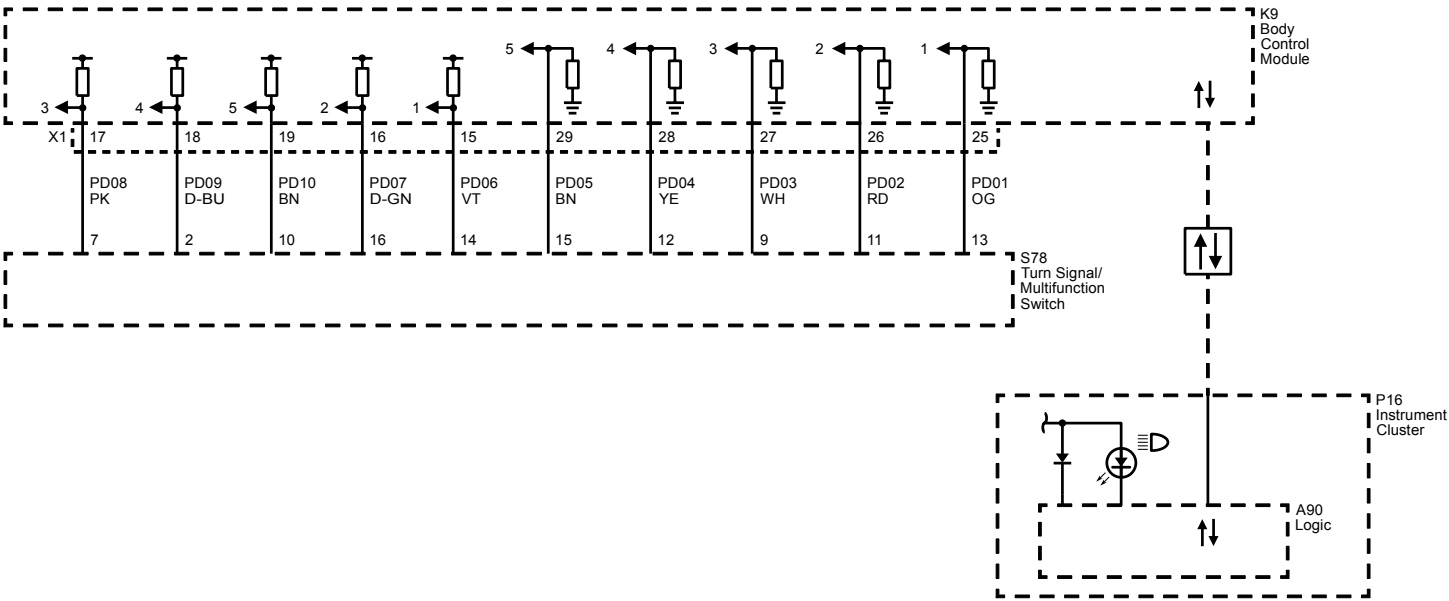 K9
Body
Control
Module
5 4 3 2 1
3 4 5 2 1
X1 17 18 19 16 15 29 28 27 26 25
PD08 PD09 PD10 PD07 PD06 PD05 PD04 PD03 PD02 PD01
PK D-BU BN D-GN VT BN YE WH RD OG
7 2 10 16 14 15 12 9 11 13
S78
Turn Signal/
Multifunction
Switch
P16
Instrument
Cluster
A90
Logic